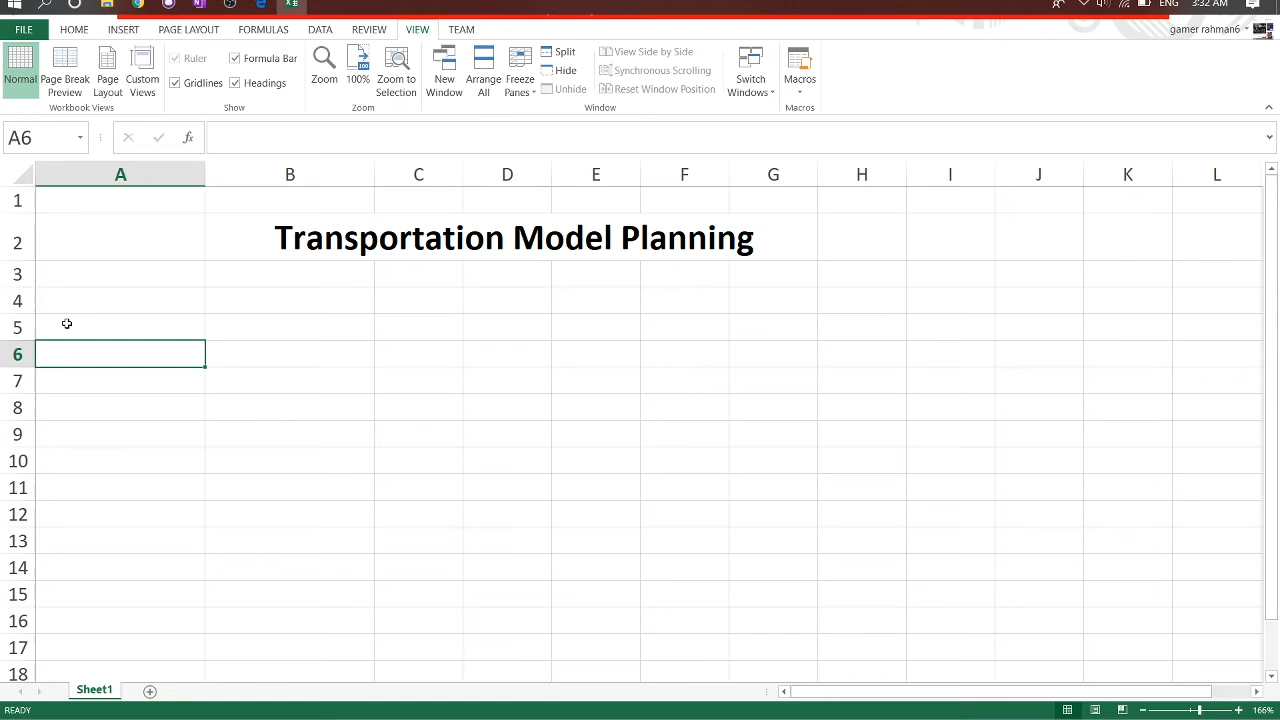 ENG 3:32 AM
FILE HOME INSERT PAGE LAYOUT FORMULAS DATA REVIEW VIEW TEAM gamer rahman6
Normal Page Break Preview Page Layout Custom Views
Workbook Views
Ruler Formula Bar
Gridlines Headings
Show
Zoom 100% Zoom to Selection
Zoom
New Window Arrange All Freeze Panes
Split
Hide
Unhide
View Side by Side
Synchronous Scrolling
Reset Window Position
Switch Windows
Window
Macros
Macros
A6 fx
A B C D E F G H I J K L
1
2 Transportation Model Planning
3
4
5
6
7
8
9
10
11
12
13
14
15
16
17
18
Sheet1
READY 166%